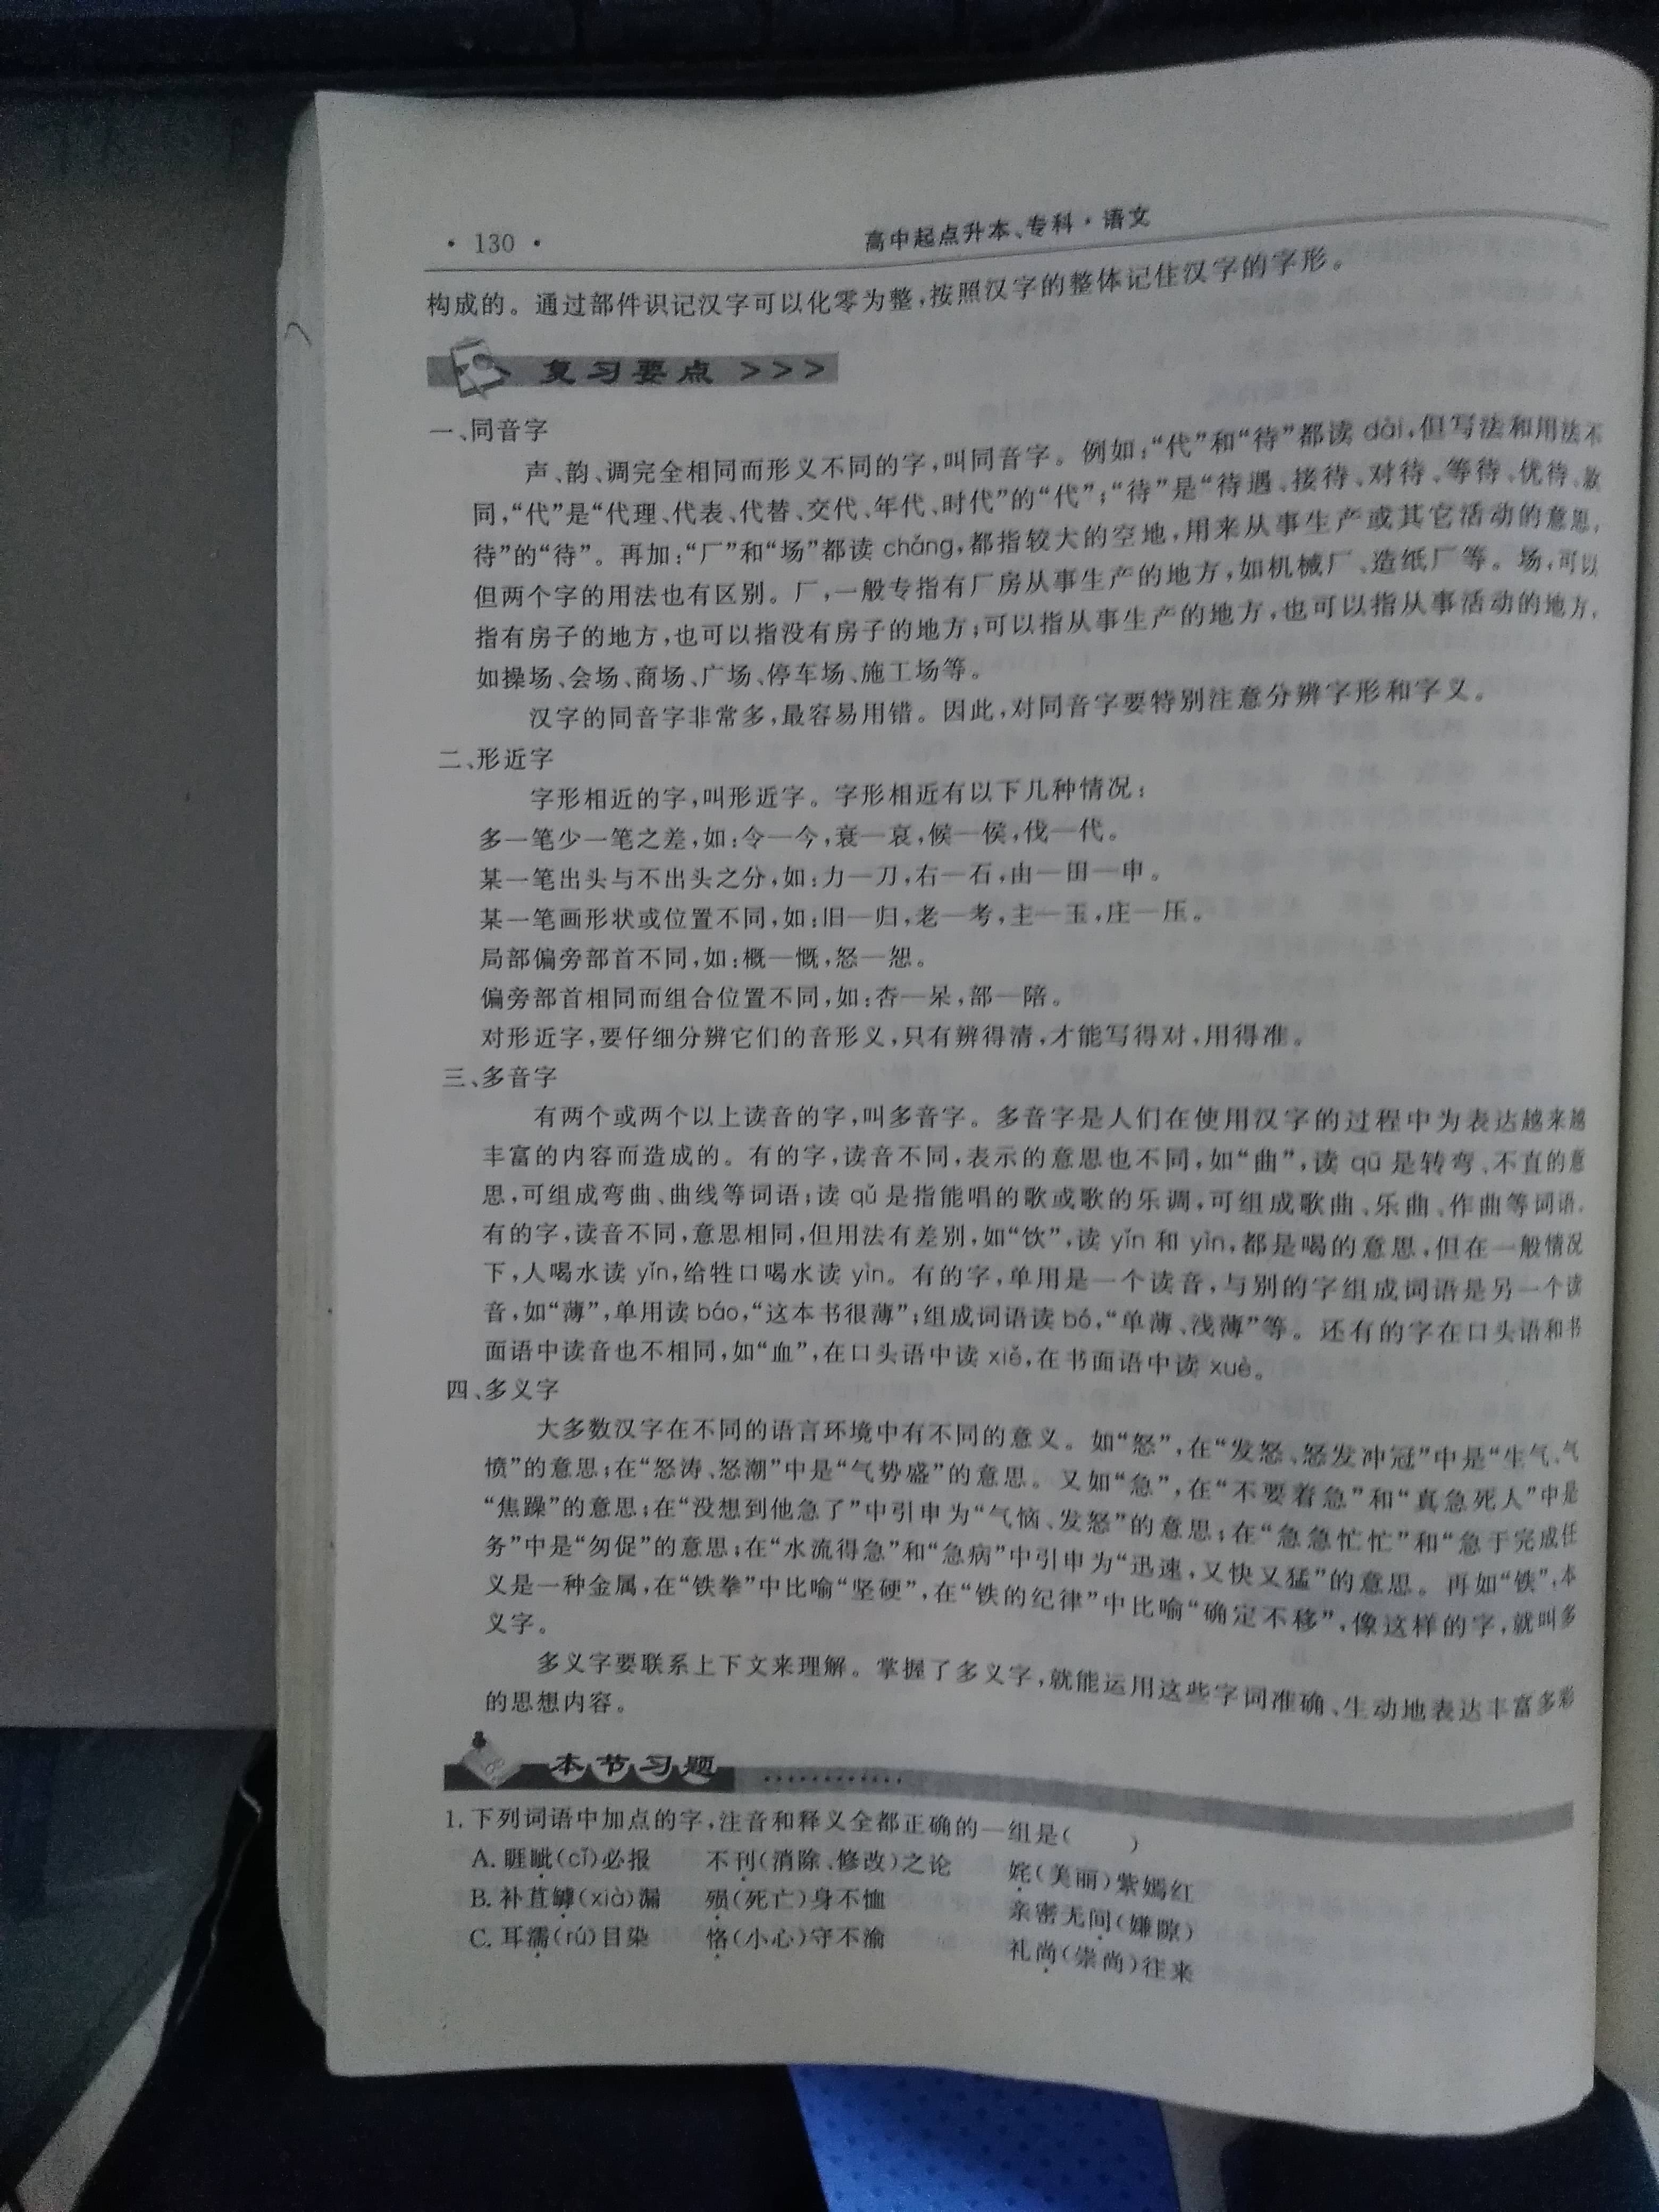 · 130 ·
高中起点升本、专科·语文
构成的。通过部件识记汉字可以化零为整,按照汉字的整体记住汉字的字形。
复习要点 >>>
一、同音字
声、韵、调完全相同而形义不同的字,叫同音字。例如:“代”和“待”都读 dài,但写法和用法不
同,“代”是“代理、代表、代替、交代、年代、时代”的“代”;“待”是“待遇、接待、对待、等待、优待、款
待”的“待”。再加:“厂”和“场”都读 chǎng,都指较大的空地,用来从事生产或其它活动的意思,
但两个字的用法也有区别。厂,一般专指有厂房从事生产的地方,如机械厂、造纸厂等。场,可以
指有房子的地方,也可以指没有房子的地方;可以指从事生产的地方,也可以指从事活动的地方,
如操场、会场、商场、广场、停车场、施工场等。
汉字的同音字非常多,最容易用错。因此,对同音字要特别注意分辨字形和字义。
二、形近字
字形相近的字,叫形近字。字形相近有以下几种情况:
多一笔少一笔之差,如:令—今,衰—哀,候—侯,伐—代。
某一笔出头与不出头之分,如:力—刀,右—石,由—田—申。
某一笔画形状或位置不同,如:旧—归,老—考,主—玉,庄—压。
局部偏旁部首不同,如:概—慨,怒—恕。
偏旁部首相同而组合位置不同,如:杏—呆,部—陪。
对形近字,要仔细分辨它们的音形义,只有辨得清,才能写得对,用得准。
三、多音字
有两个或两个以上读音的字,叫多音字。多音字是人们在使用汉字的过程中为表达越来越
丰富的内容而造成的。有的字,读音不同,表示的意思也不同,如“曲”,读 qū 是转弯、不直的意
思,可组成弯曲、曲线等词语;读 qǔ 是指能唱的歌或歌的乐调,可组成歌曲、乐曲、作曲等词语。
有的字,读音不同,意思相同,但用法有差别,如“饮”,读 yǐn 和 yìn,都是喝的意思,但在一般情况
下,人喝水读 yǐn,给牲口喝水读 yìn。有的字,单用是一个读音,与别的字组成词语是另一个读
音,如“薄”,单用读 báo,“这本书很薄”;组成词语读 bó,“单薄、浅薄”等。还有的字在口头语和书
面语中读音也不相同,如“血”,在口头语中读 xiě,在书面语中读 xuè。
四、多义字
大多数汉字在不同的语言环境中有不同的意义。如“怒”,在“发怒、怒发冲冠”中是“生气、气
愤”的意思;在“怒涛、怒潮”中是“气势盛”的意思。又如“急”,在“不要着急”和“真急死人”中是
“焦躁”的意思;在“没想到他急了”中引申为“气恼、发怒”的意思;在“急急忙忙”和“急于完成任
务”中是“匆促”的意思;在“水流得急”和“急病”中引申为“迅速,又快又猛”的意思。再如“铁”,本
义是一种金属,在“铁拳”中比喻“坚硬”,在“铁的纪律”中比喻“确定不移”,像这样的字,就叫多
义字。
多义字要联系上下文来理解。掌握了多义字,就能运用这些字词准确、生动地表达丰富多彩
的思想内容。
本节习题
1. 下列词语中加点的字,注音和释义全都正确的一组是(  )
A. 睚眦(cī)必报 不刊(消除、修改)之论 姹(美丽)紫嫣红
B. 补苴罅(xià)漏 殒(死亡)身不恤 亲密无间(嫌隙)
C. 耳濡(rú)目染 恪(小心)守不渝 礼尚(崇尚)往来